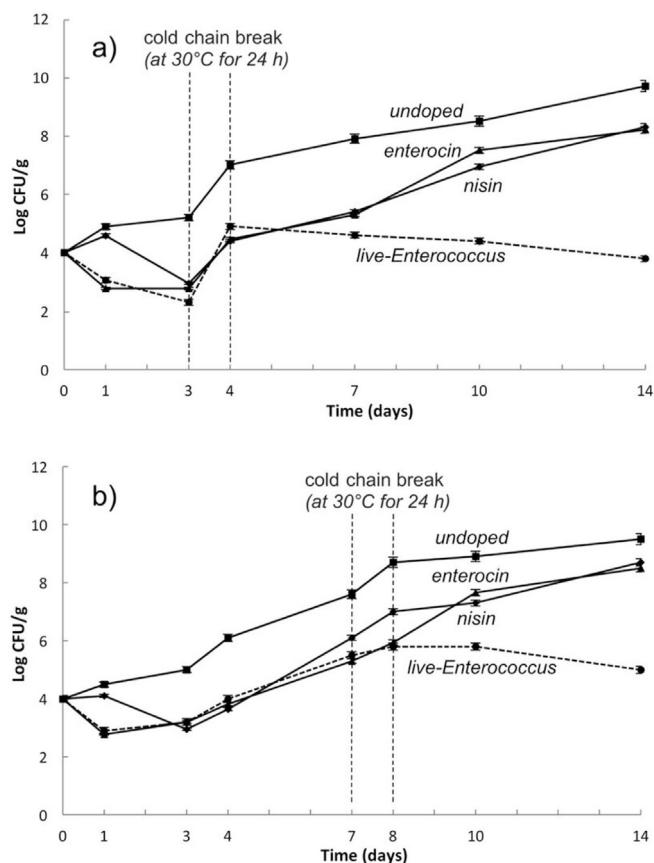 cold chain break
(at 30°C for 24 h)
a)
12
10
8
6
4
2
0
Log CFU/g
undoped
enterocin
nisin
live-Enterococcus
0 1 3 4 7 10 14
Time (days)
cold chain break
(at 30°C for 24 h)
b)
12
10
8
6
4
2
0
Log CFU/g
undoped
enterocin
nisin
live-Enterococcus
0 1 3 4 7 8 10 14
Time (days)